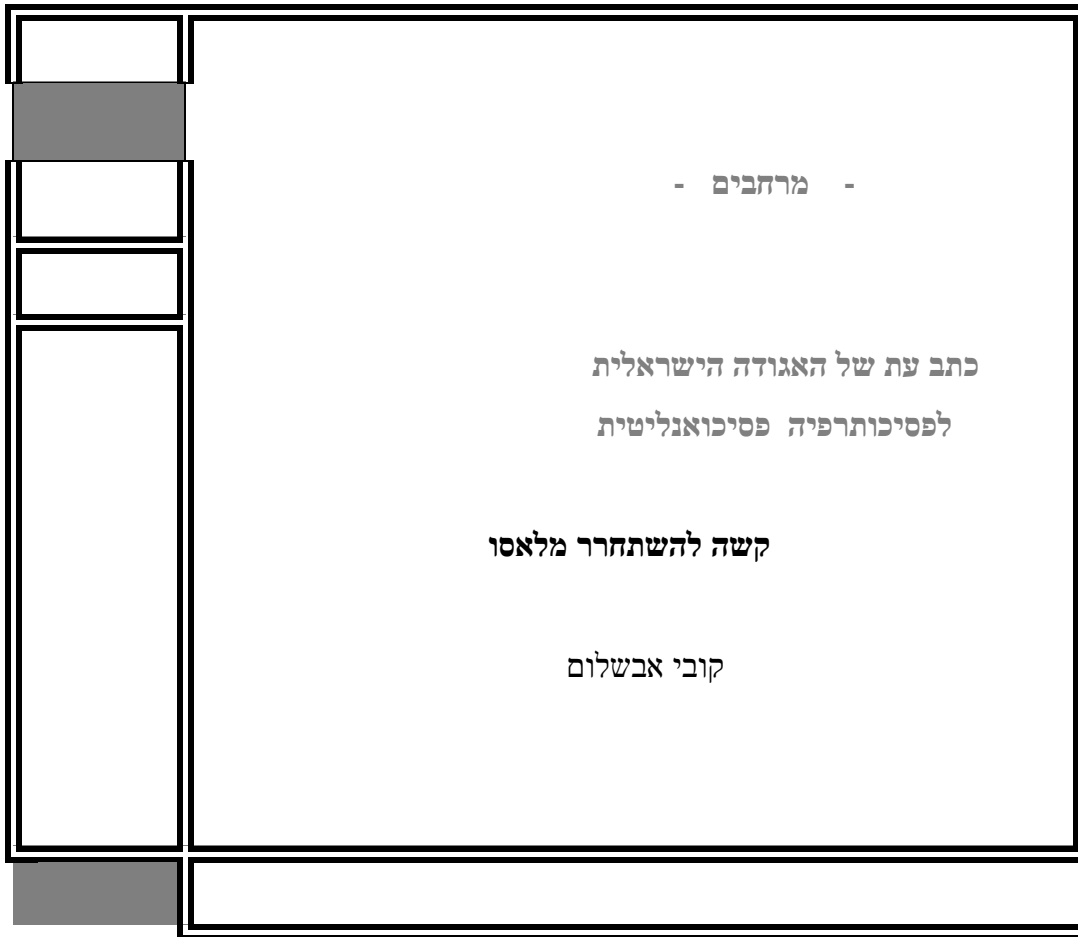 - מרחבים -
כתב עת של האגודה הישראלית
לפסיכותרפיה פסיכואנליטית
קשה להשתחרר מלאסו
קובי אבשלום